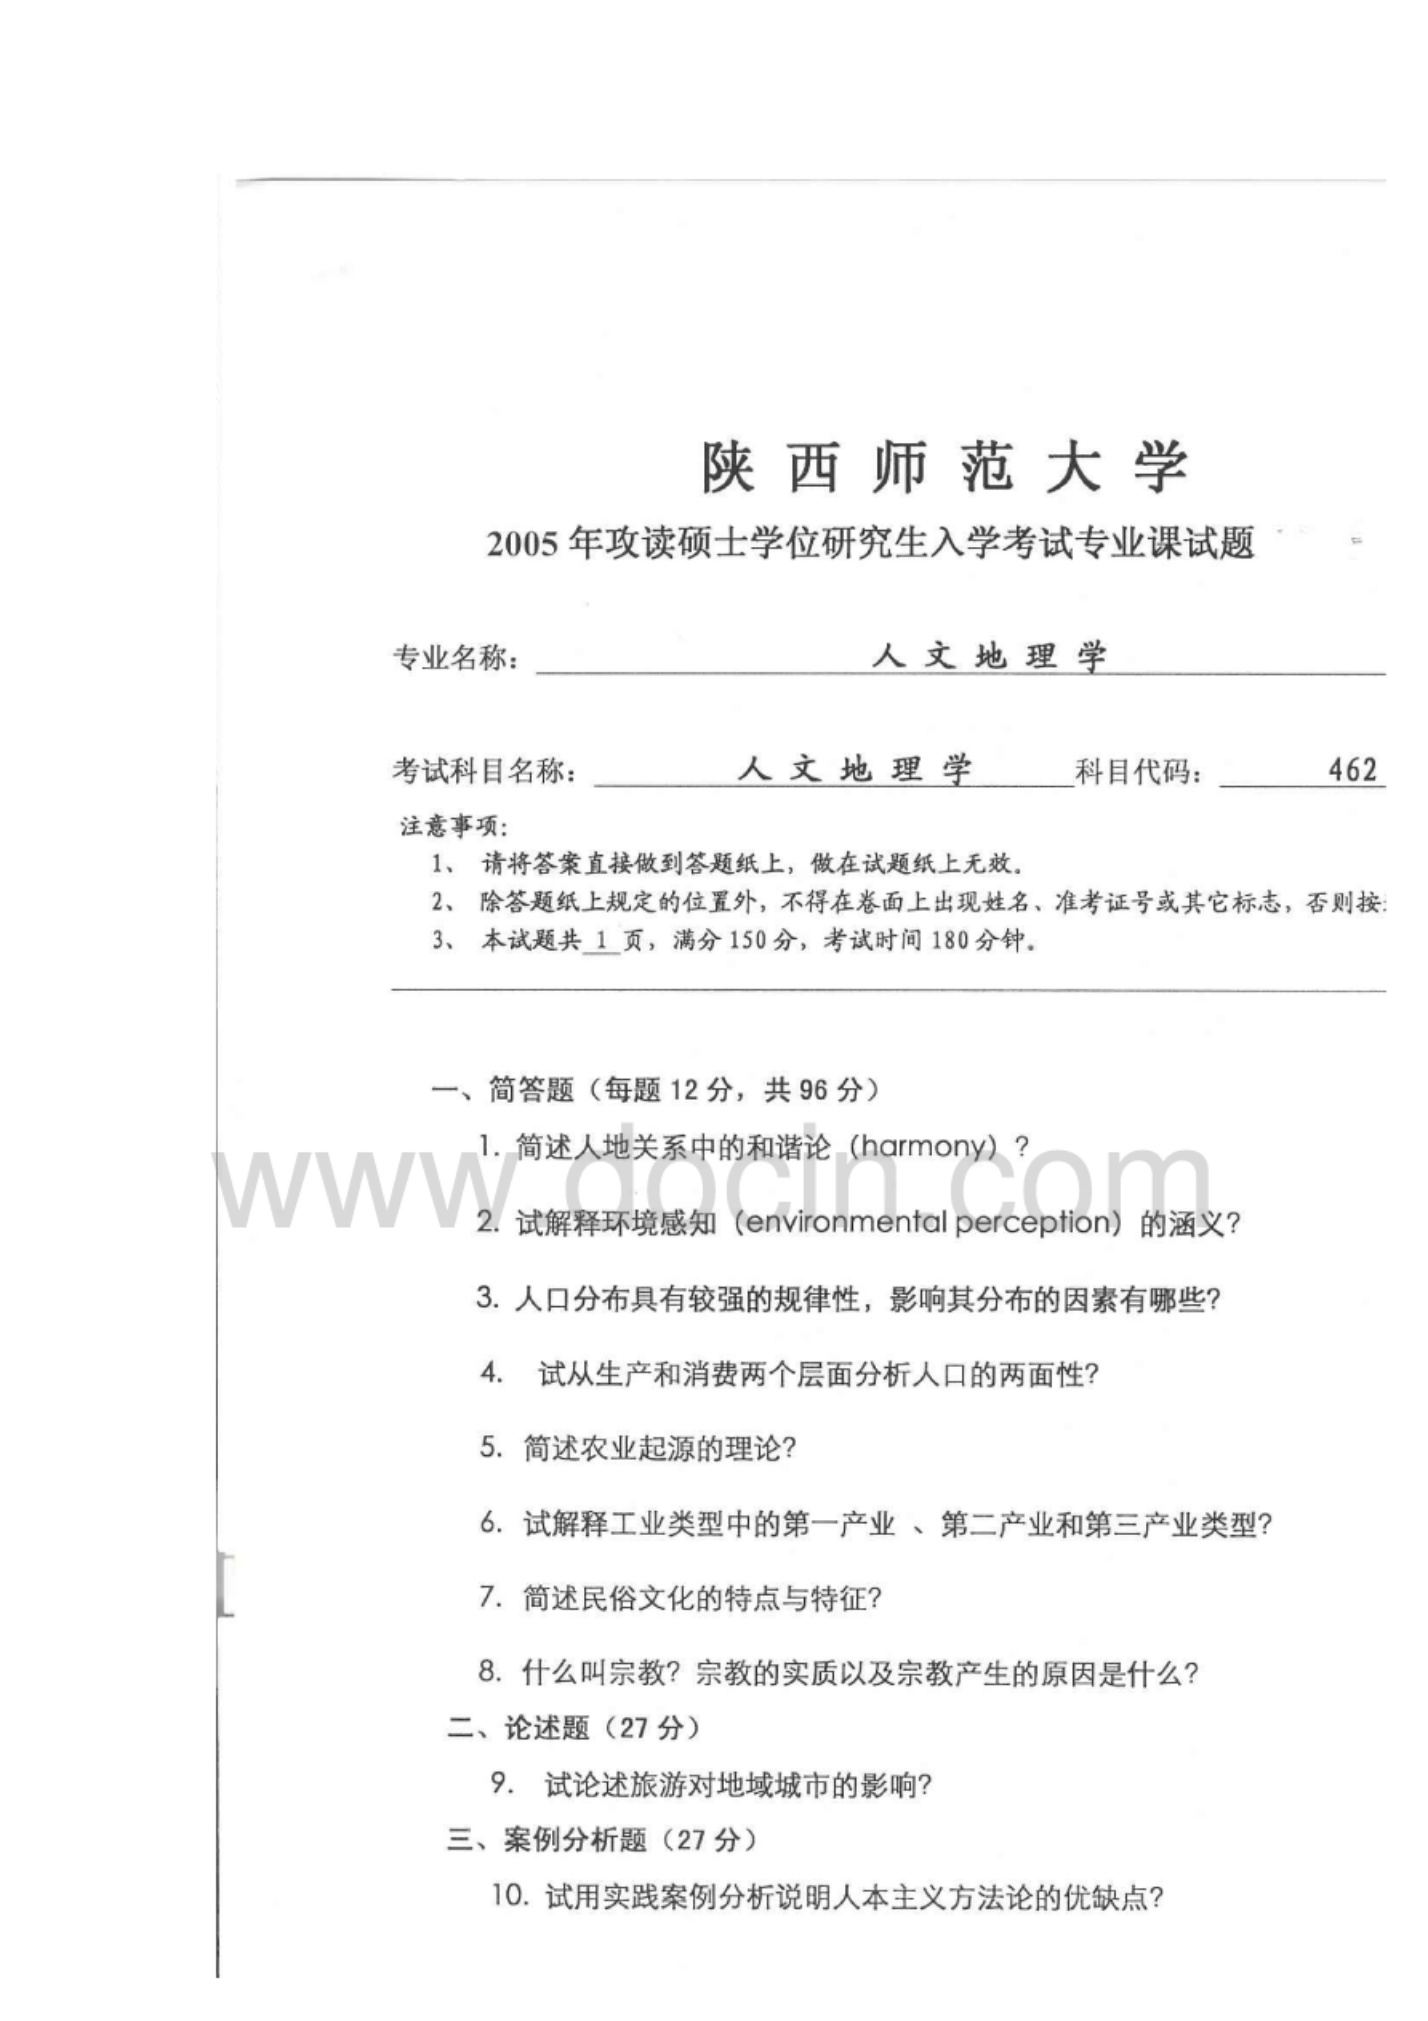 陕西师范大学
2005年攻读硕士学位研究生入学考试专业课试题
专业名称： 人文地理学
考试科目名称： 人文地理学 科目代码： 462
注意事项：
1、 请将答案直接做到答题纸上，做在试题纸上无效。
2、 除答题纸上规定的位置外，不得在卷面上出现姓名、准考证号或其它标志，否则按
3、 本试题共 1 页，满分150分，考试时间180分钟。
一、简答题（每题12分，共96分）
1. 简述人地关系中的和谐论（harmony）?
www.docin.com
2. 试解释环境感知（environmental perception）的涵义?
3. 人口分布具有较强的规律性，影响其分布的因素有哪些?
4. 试从生产和消费两个层面分析人口的两面性?
5. 简述农业起源的理论?
6. 试解释工业类型中的第一产业 、第二产业和第三产业类型?
7. 简述民俗文化的特点与特征?
8. 什么叫宗教? 宗教的实质以及宗教产生的原因是什么?
二、论述题（27分）
9. 试论述旅游对地域城市的影响?
三、案例分析题（27分）
10. 试用实践案例分析说明人本主义方法论的优缺点?